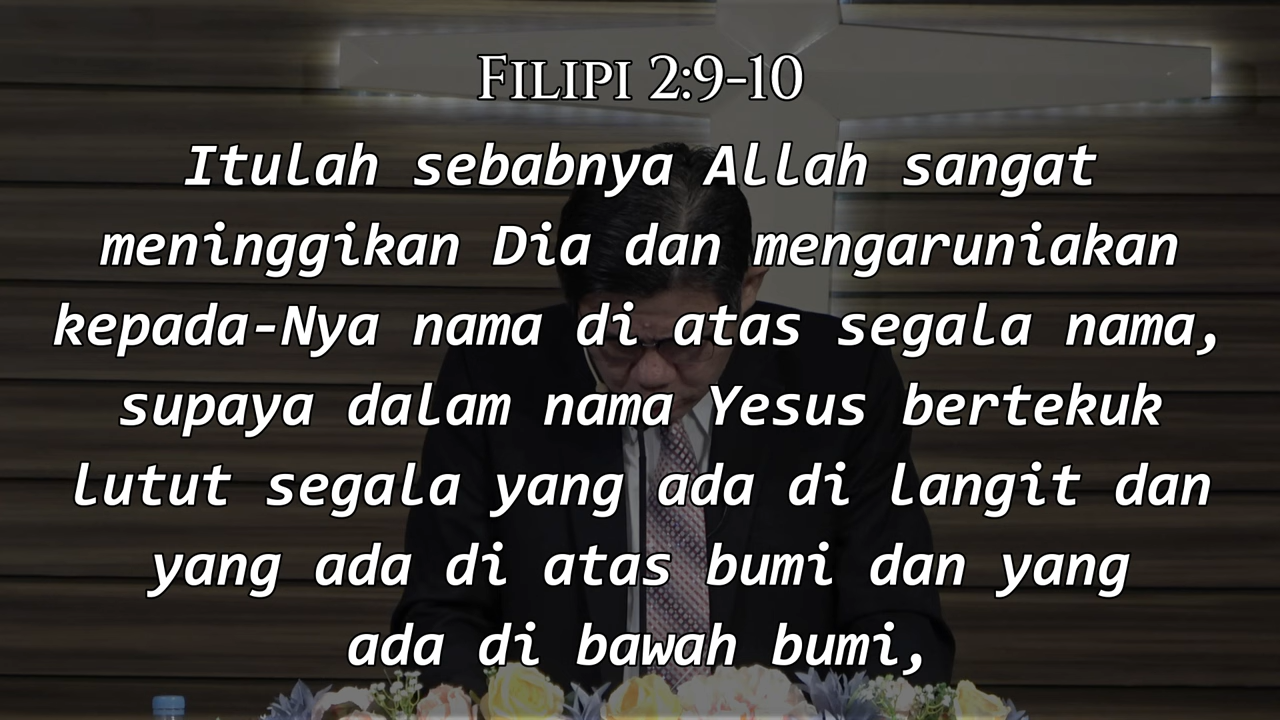 FILIPI 2:9-10
Itulah sebabnya Allah sangat
meninggikan Dia dan mengaruniakan
kepada-Nya nama di atas segala nama,
supaya dalam nama Yesus bertekuk
lutut segala yang ada di langit dan
yang ada di atas bumi dan yang
ada di bawah bumi,